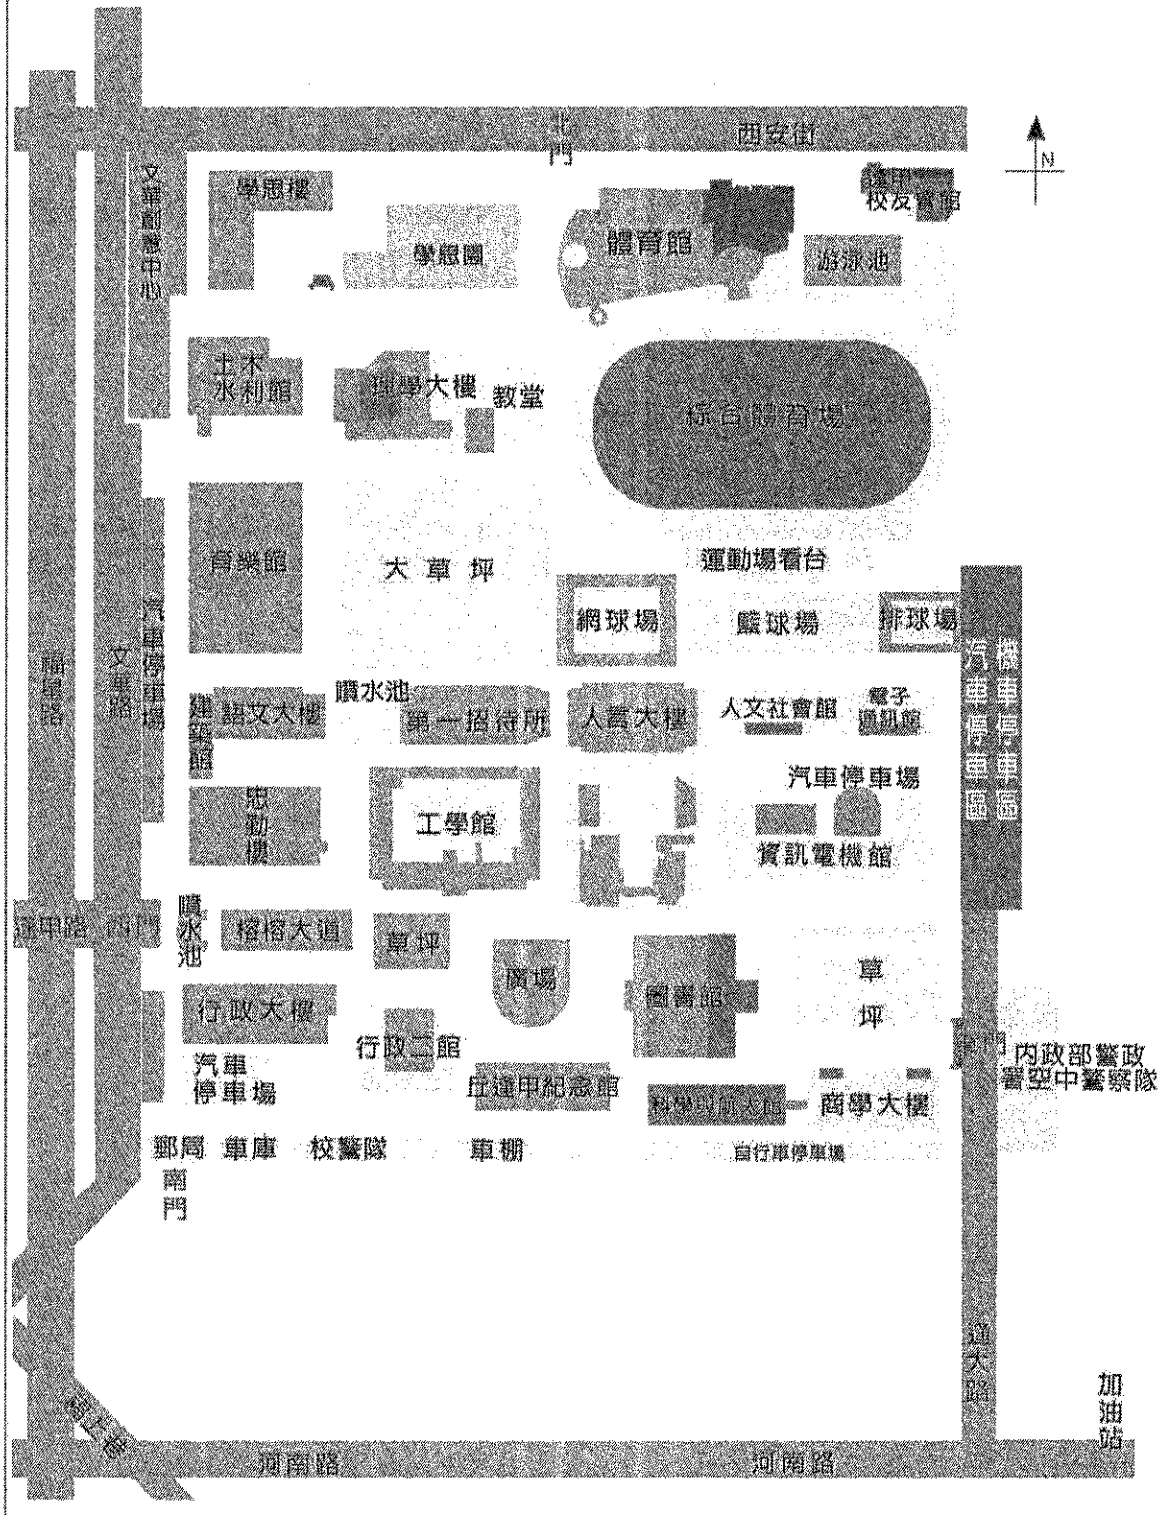 北門
西安街
N
文華創意中心
學思樓
學思園
體育館
校友會館
游泳池
土木
水利館
理學大樓
教堂
綜合體育場
育樂館
大草坪
運動場看台
網球場
籃球場
排球場
汽車停車場
福星路
文華路
汽車停車區
機車停車區
建築館
語文大樓
噴水池
第一招待所
人言大樓
人文社會館
電子
通訊館
忠勤樓
工學館
汽車停車場
資訊電機館
逢甲路
西門
噴水池
榕榕大道
草坪
廣場
圖書館
草坪
行政大樓
行政二館
汽車
停車場
丘逢甲紀念館
科學與航太館
商學大樓
東門
內政部警政
署空中警察隊
郵局
車庫
校警隊
車棚
自行車停車場
南門
通大路
加油站
河南路
河南路